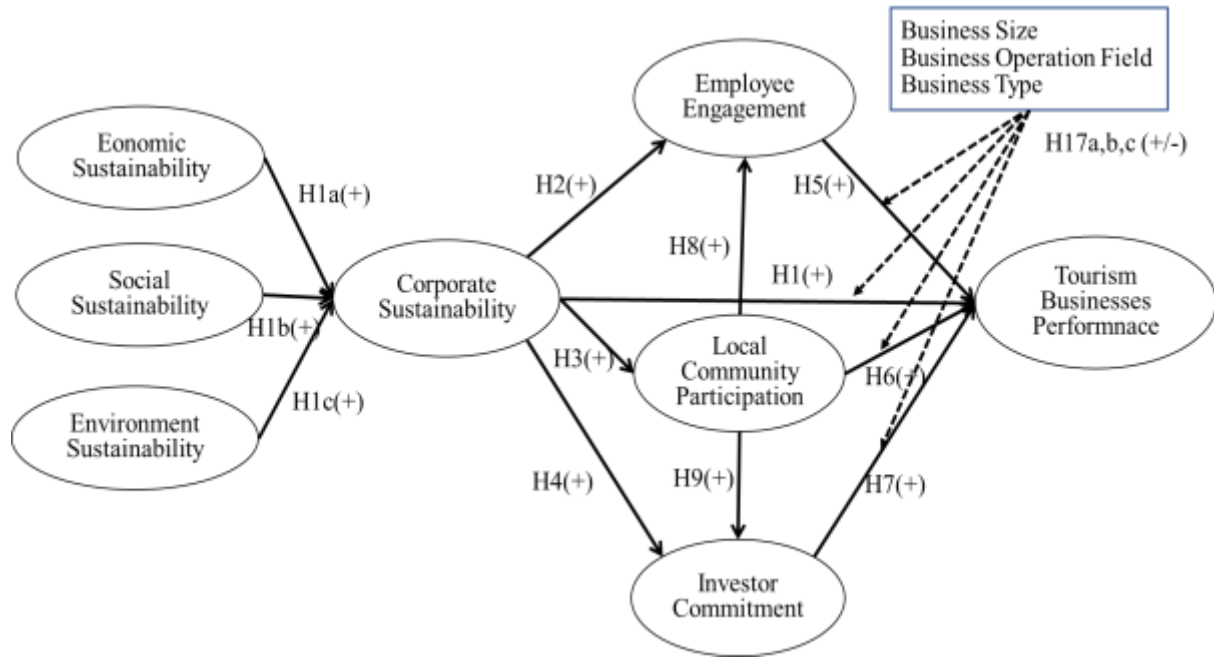 Business Size
Business Operation Field
Business Type
Employee
Engagement
Eonomic
Sustainability
H17a,b,c (+/-)
H1a(+)
H2(+)
H5(+)
H8(+)
Social
Sustainability
Corporate
Sustainability
H1(+)
Tourism
Businesses
Performnace
H1b(+)
H3(+)
Local
Community
Participation
H6(+)
H1c(+)
Environment
Sustainability
H4(+)
H9(+)
H7(+)
Investor
Commitment